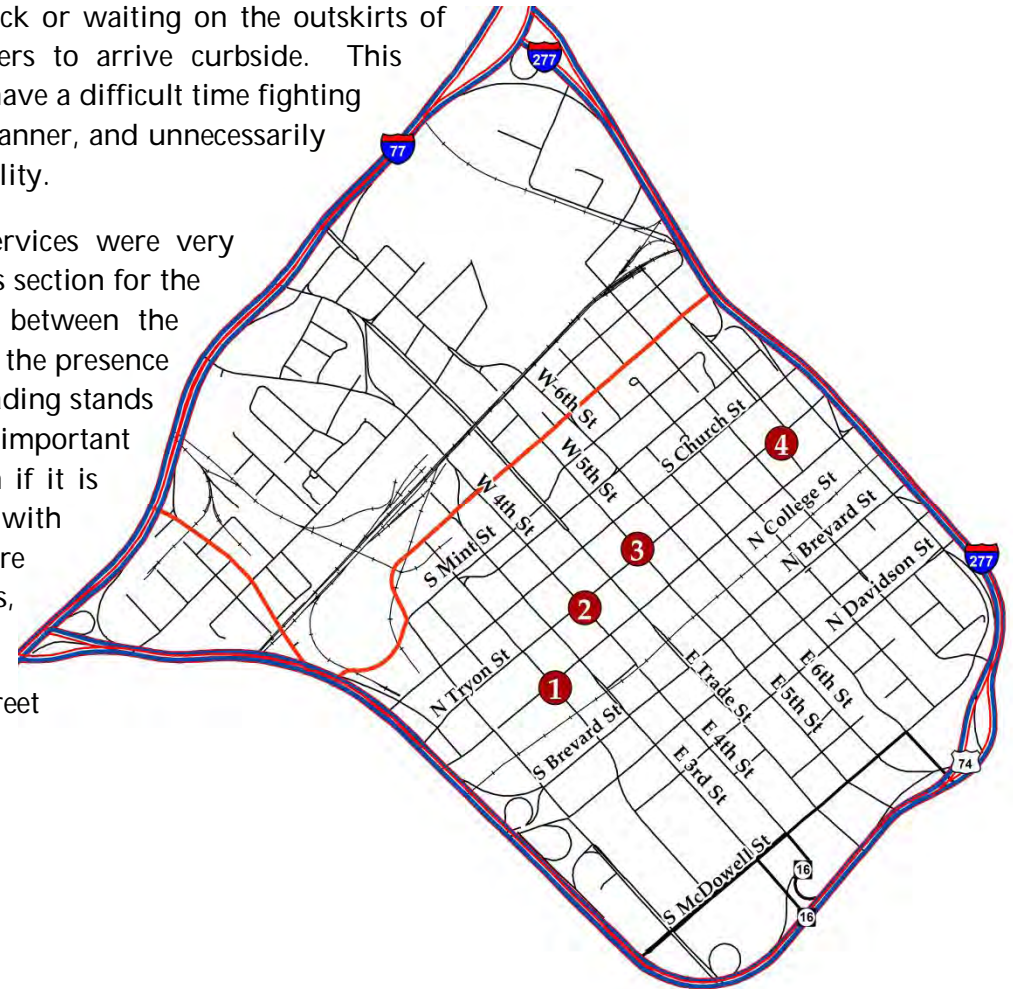 ck or waiting on the outskirts of
ers to arrive curbside. This
have a difficult time fighting
anner, and unnecessarily
lity.
ervices were very
s section for the
between the
the presence
ading stands
important
if it is
with
re
s,
reet
277
77
W 6th St
W 5th St
S Church St
4
W 4th St
N College St
S Mint St
3
N Brevard St
277
N Davidson St
2
N Tryon St
1
E Trade St
E 6th St
E 5th St
S Brevard St
E 4th St
E 3rd St
74
S McDowell St
16
16